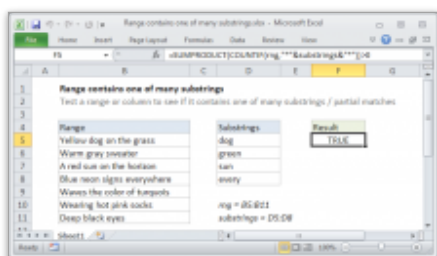 Range contains one of many substrings.xlsx - Microsoft Excel
File Home Insert Page Layout Formulas Data Review View
F5 fx =SUMPRODUCT(COUNTIF(rng,"*"&substrings&"*"))>0
A B C D E F G
1 Range contains one of many substrings
2 Test a range or column to see if it contains one of many substrings / partial matches
3
4 Range Substrings Result
5 Yellow dog on the grass dog TRUE
6 Warm gray sweater green
7 A red sun on the horizon sun
8 Blue neon signs everywhere every
9 Waves the color of turquots
10 Wearing hot pink socks rng = B5:B11
11 Deep black eyes substrings = D5:D8
Sheet1
Ready 100%